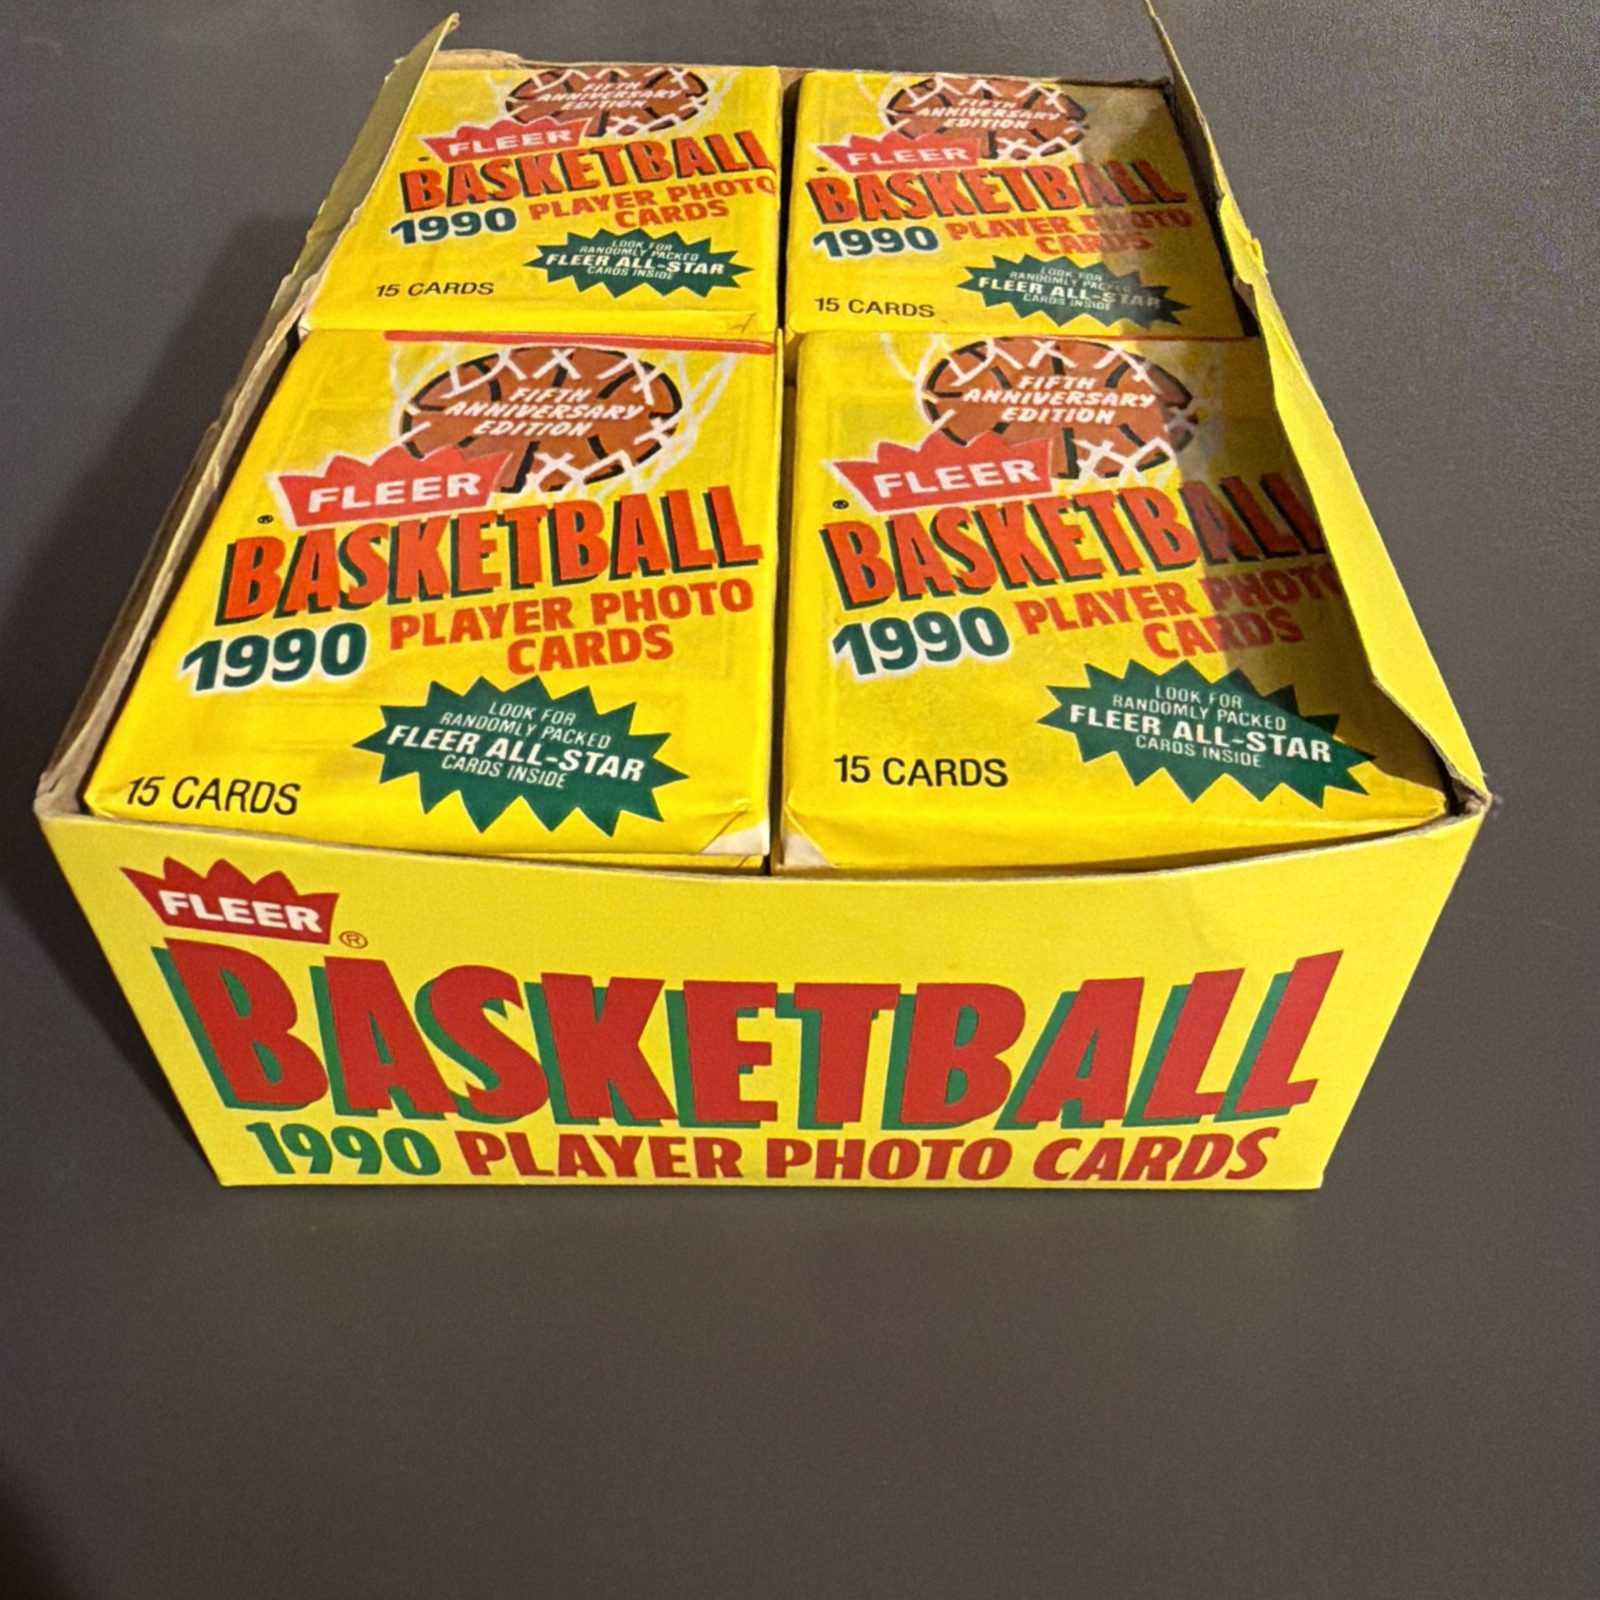 FIFTH
ANNIVERSARY
EDITION
FLEER
BASKETBALL
1990 PLAYER PHOTO
CARDS
LOOK FOR
RANDOMLY PACKED
FLEER ALL-STAR
CARDS INSIDE
15 CARDS
FIFTH
ANNIVERSARY
EDITION
FLEER
BASKETBALL
1990 PLAYER PHOTO
CARDS
LOOK FOR
RANDOMLY PACKED
FLEER ALL-STAR
CARDS INSIDE
15 CARDS
FIFTH
ANNIVERSARY
EDITION
FLEER
®
BASKETBALL
1990 PLAYER PHOTO
CARDS
LOOK FOR
RANDOMLY PACKED
FLEER ALL-STAR
CARDS INSIDE
15 CARDS
FIFTH
ANNIVERSARY
EDITION
FLEER
®
BASKETBALL
1990 PLAYER PHOTO
CARDS
LOOK FOR
RANDOMLY PACKED
FLEER ALL-STAR
CARDS INSIDE
15 CARDS
FLEER®
BASKETBALL
1990 PLAYER PHOTO CARDS